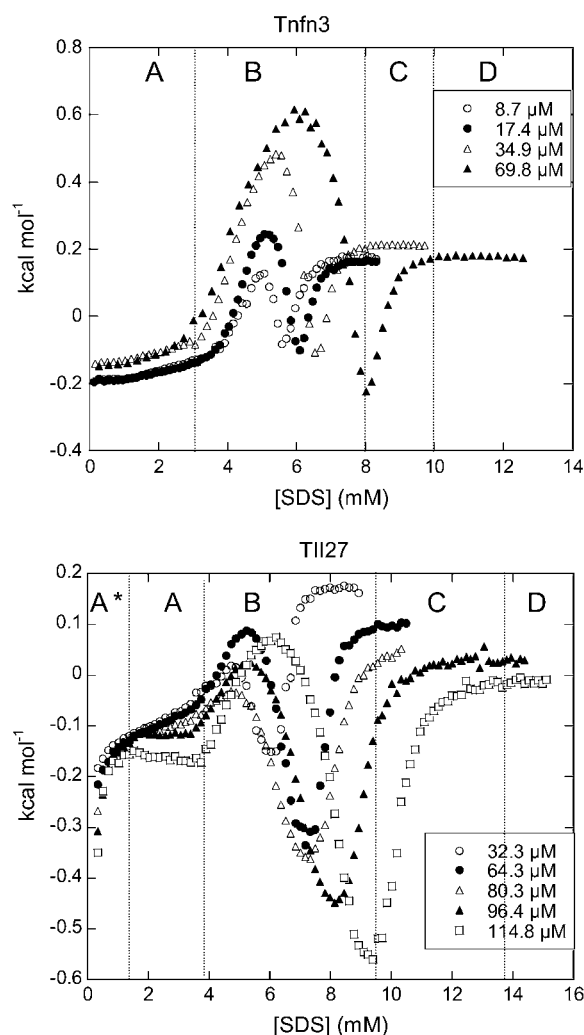 Tnfn3
0.8
0.6
0.4
0.2
0
-0.2
-0.4
kcal mol-1
A B C D
8.7 µM
17.4 µM
34.9 µM
69.8 µM
0 2 4 6 8 10 12 14
[SDS] (mM)
TII27
0.2
0.1
0
-0.1
-0.2
-0.3
-0.4
-0.5
-0.6
kcal mol-1
A* A B C D
32.3 µM
64.3 µM
80.3 µM
96.4 µM
114.8 µM
0 2 4 6 8 10 12 14 16
[SDS] (mM)